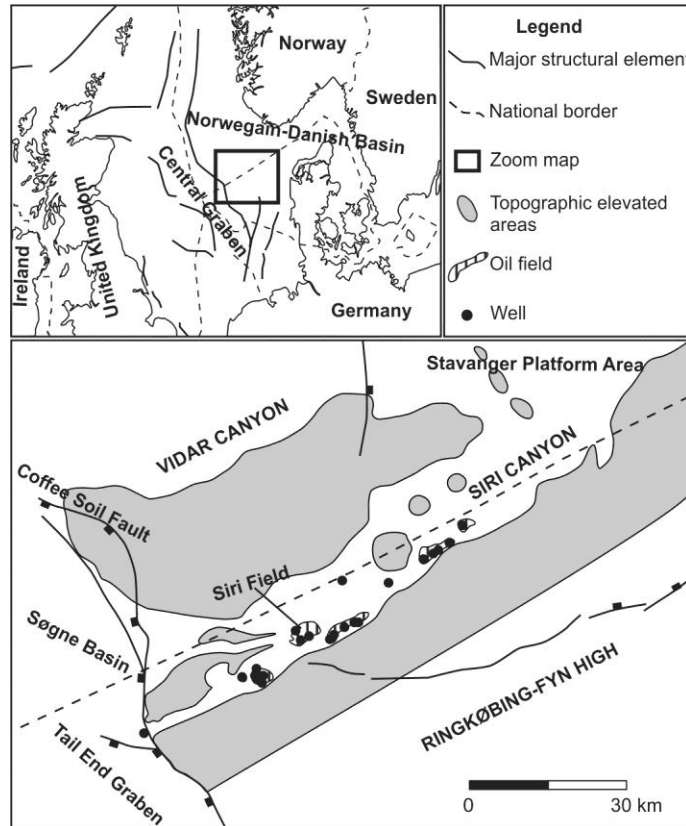 Norway
Sweden
Norwegain-Danish Basin
Central Graben
United Kingdom
Ireland
Germany
Legend
Major structural element
National border
Zoom map
Topographic elevated
areas
Oil field
Well
Stavanger Platform Area
VIDAR CANYON
SIRI CANYON
Coffee Soil Fault
Siri Field
Søgne Basin
RINGKØBING-FYN HIGH
Tail End Graben
0 30 km